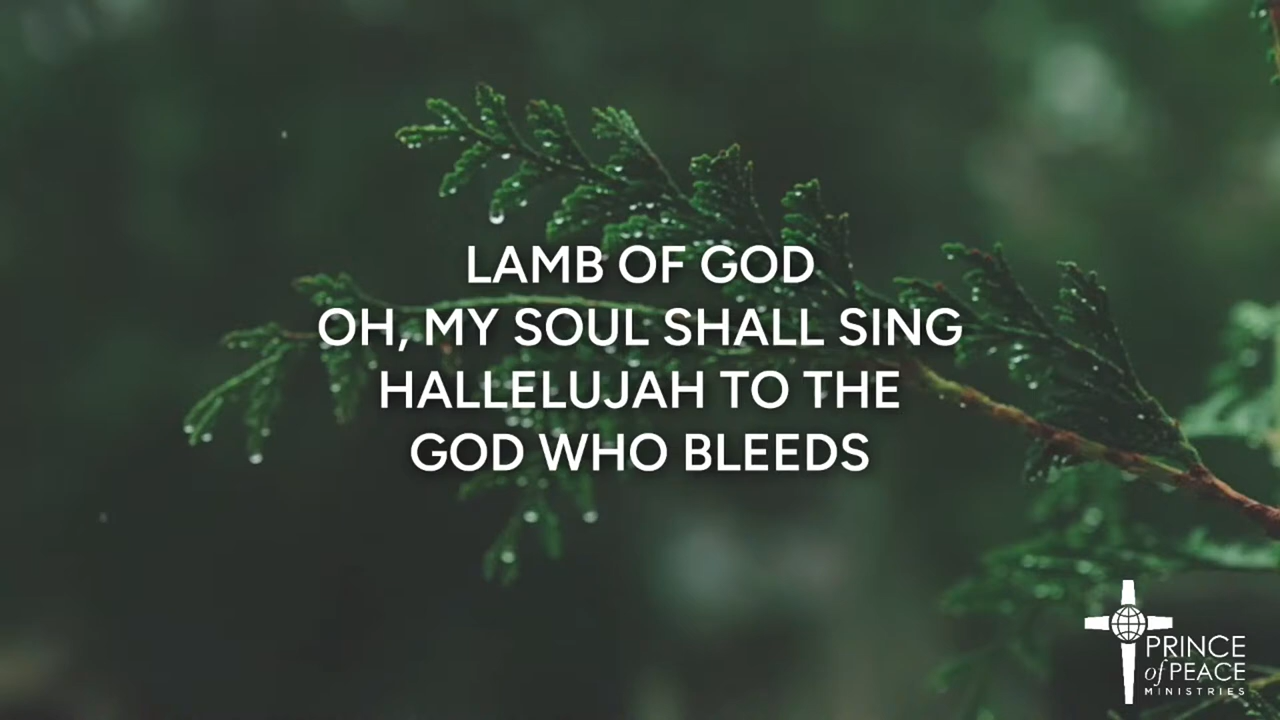 LAMB OF GOD
OH, MY SOUL SHALL SING
HALLELUJAH TO THE
GOD WHO BLEEDS
PRINCE
of PEACE
MINISTRIES